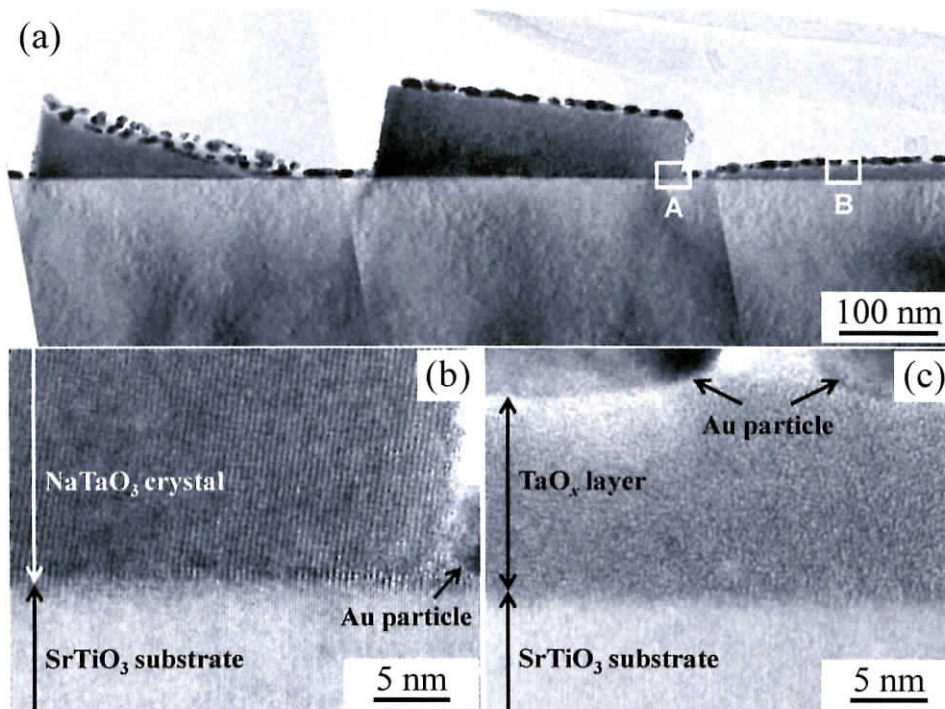 (a)
A
B
100 nm
(b)
NaTaO₃ crystal
Au particle
SrTiO₃ substrate
5 nm
(c)
Au particle
TaOₓ layer
SrTiO₃ substrate
5 nm